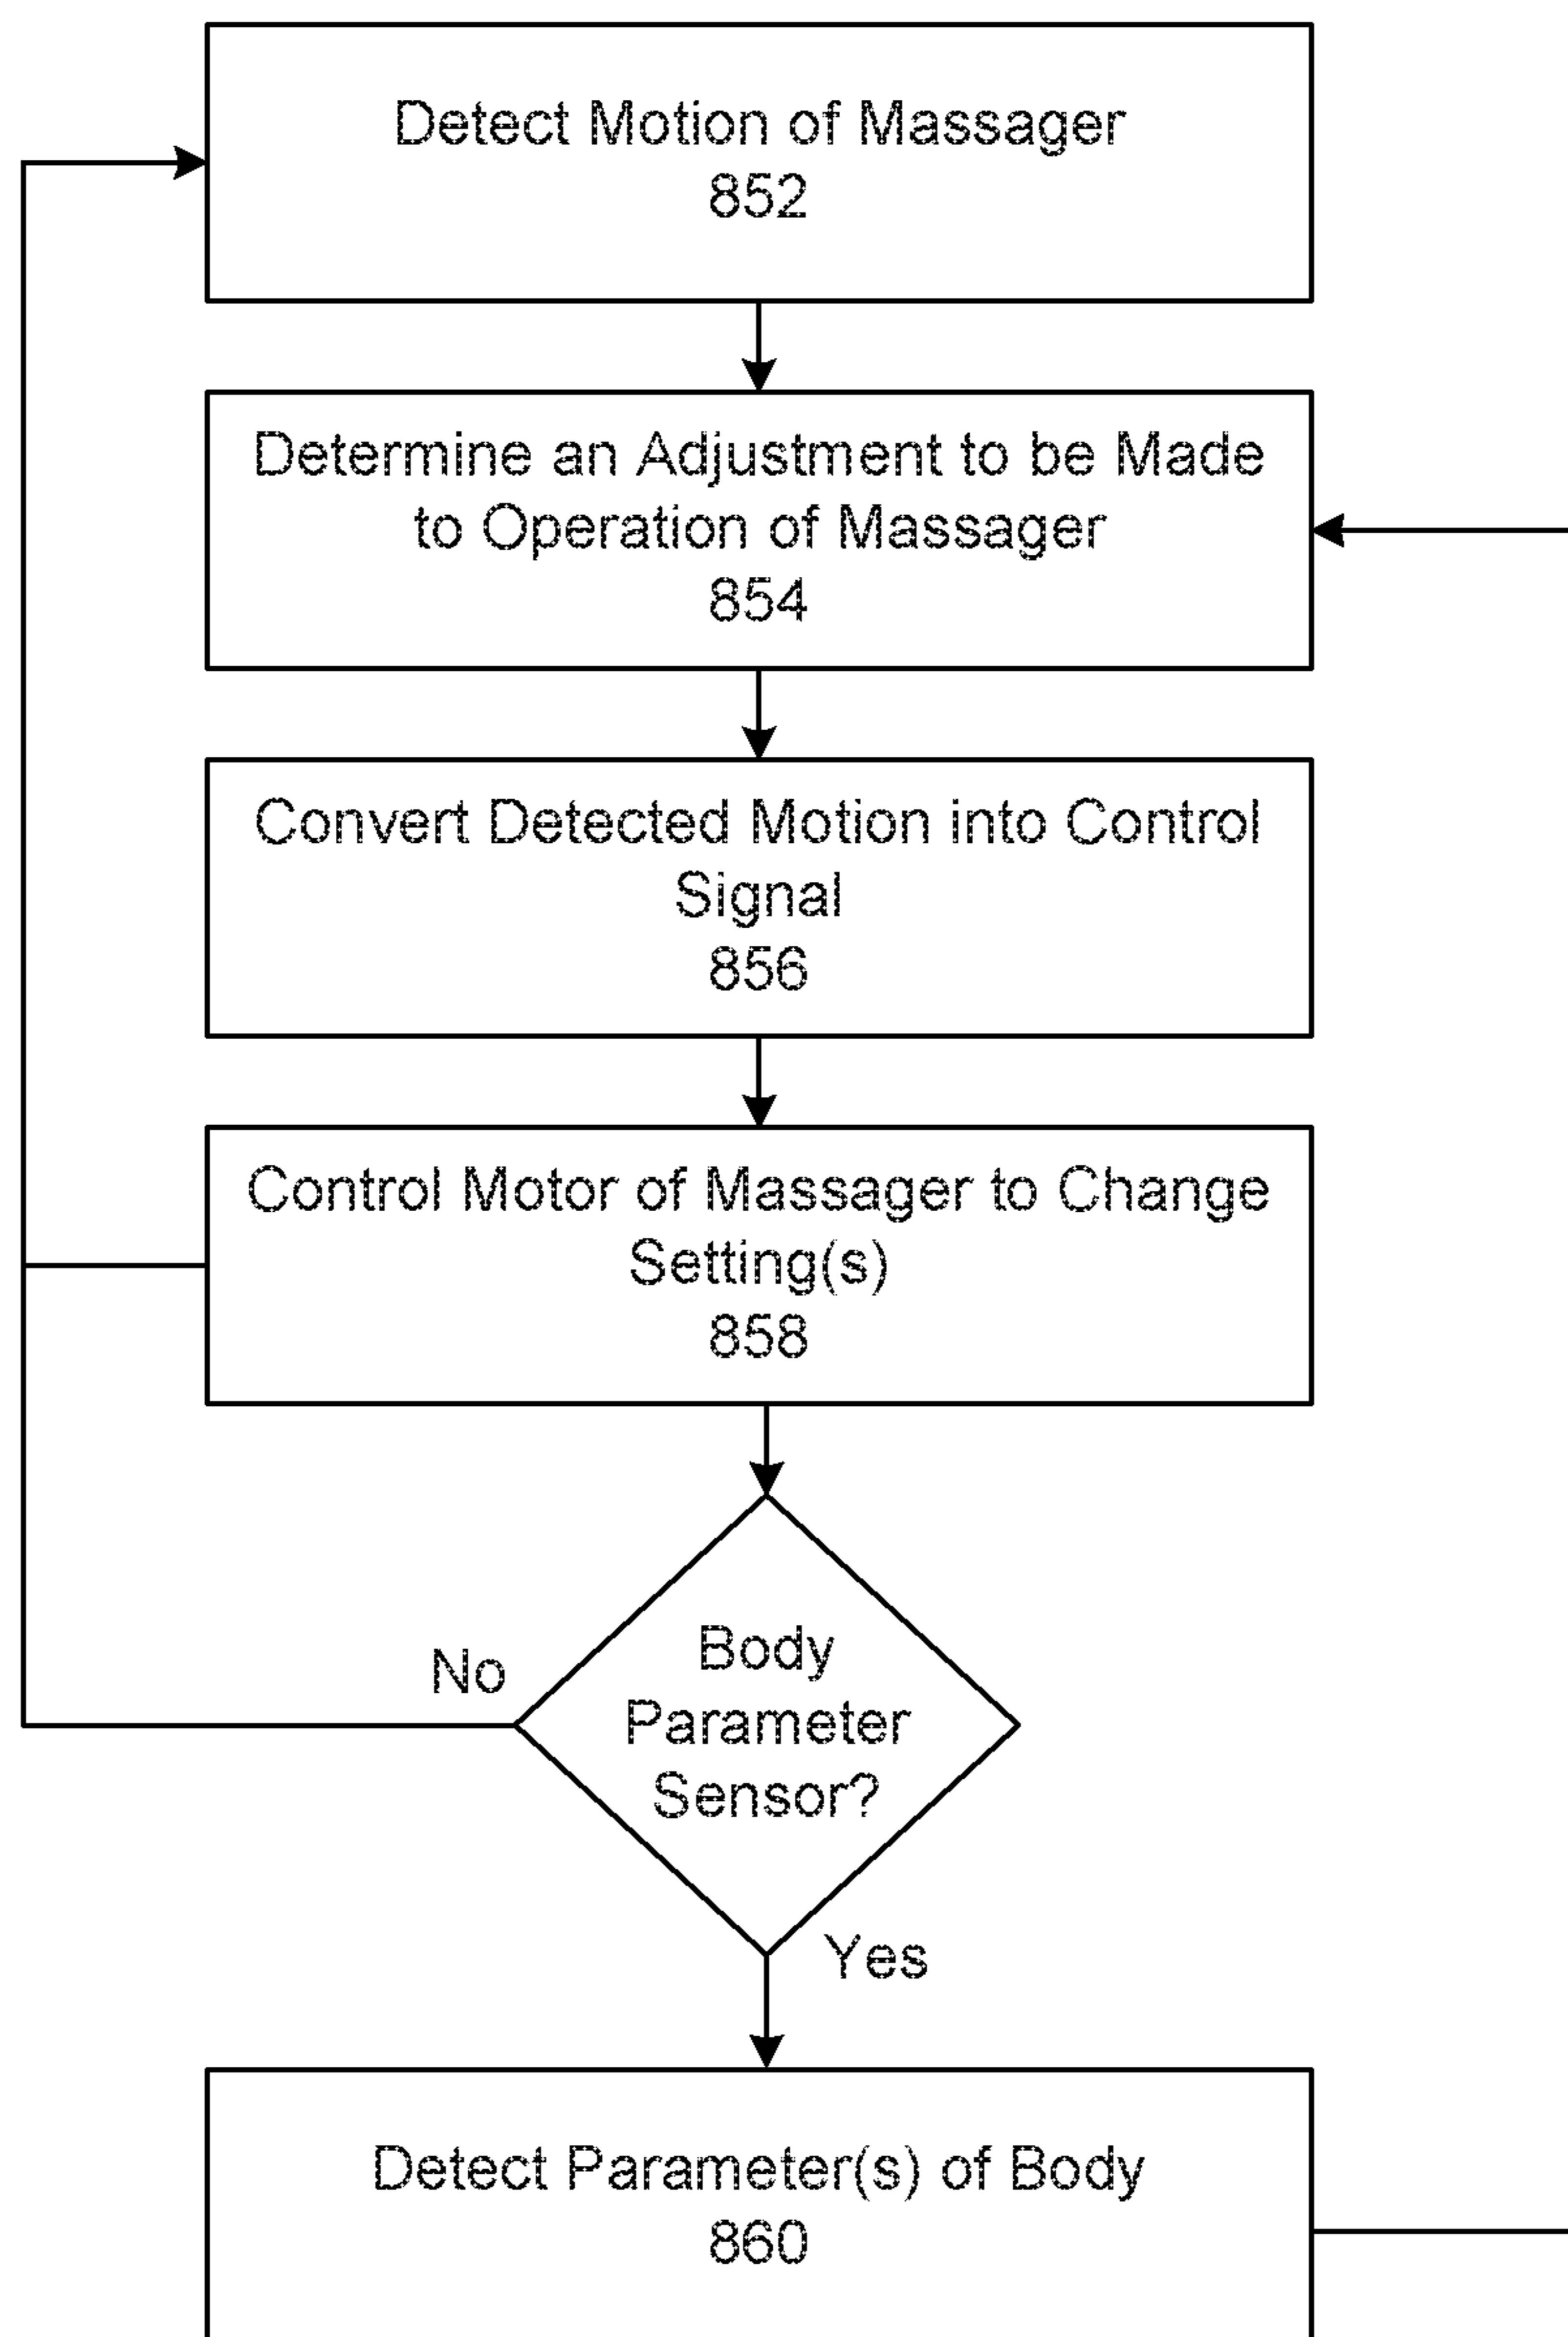 Detect Motion of Massager
852
Determine an Adjustment to be Made
to Operation of Massager
854
Convert Detected Motion into Control
Signal
856
Control Motor of Massager to Change
Setting(s)
858
Body
Parameter
Sensor?
No
Yes
Detect Parameter(s) of Body
860